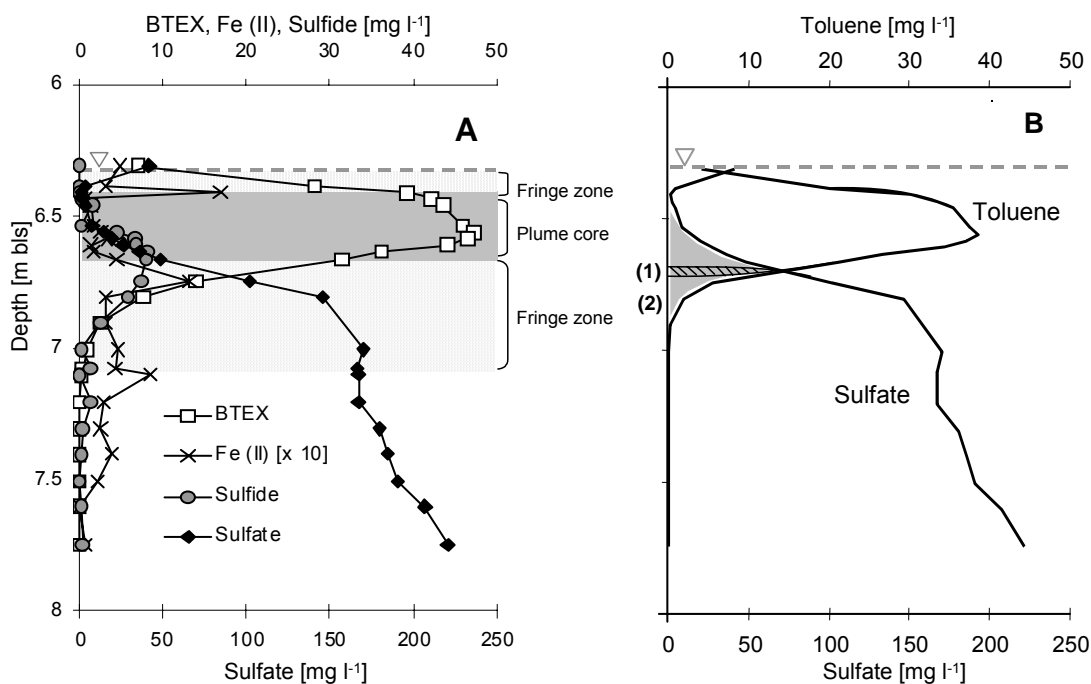 BTEX, Fe (II), Sulfide [mg l-1]
0 10 20 30 40 50
6
6.5
7
7.5
8
Depth [m bls]
A
Fringe zone
Plume core
Fringe zone
BTEX
Fe (II) [x 10]
Sulfide
Sulfate
0 50 100 150 200 250
Sulfate [mg l-1]
Toluene [mg l-1]
0 10 20 30 40 50
B
Toluene
(1)
(2)
Sulfate
0 50 100 150 200 250
Sulfate [mg l-1]